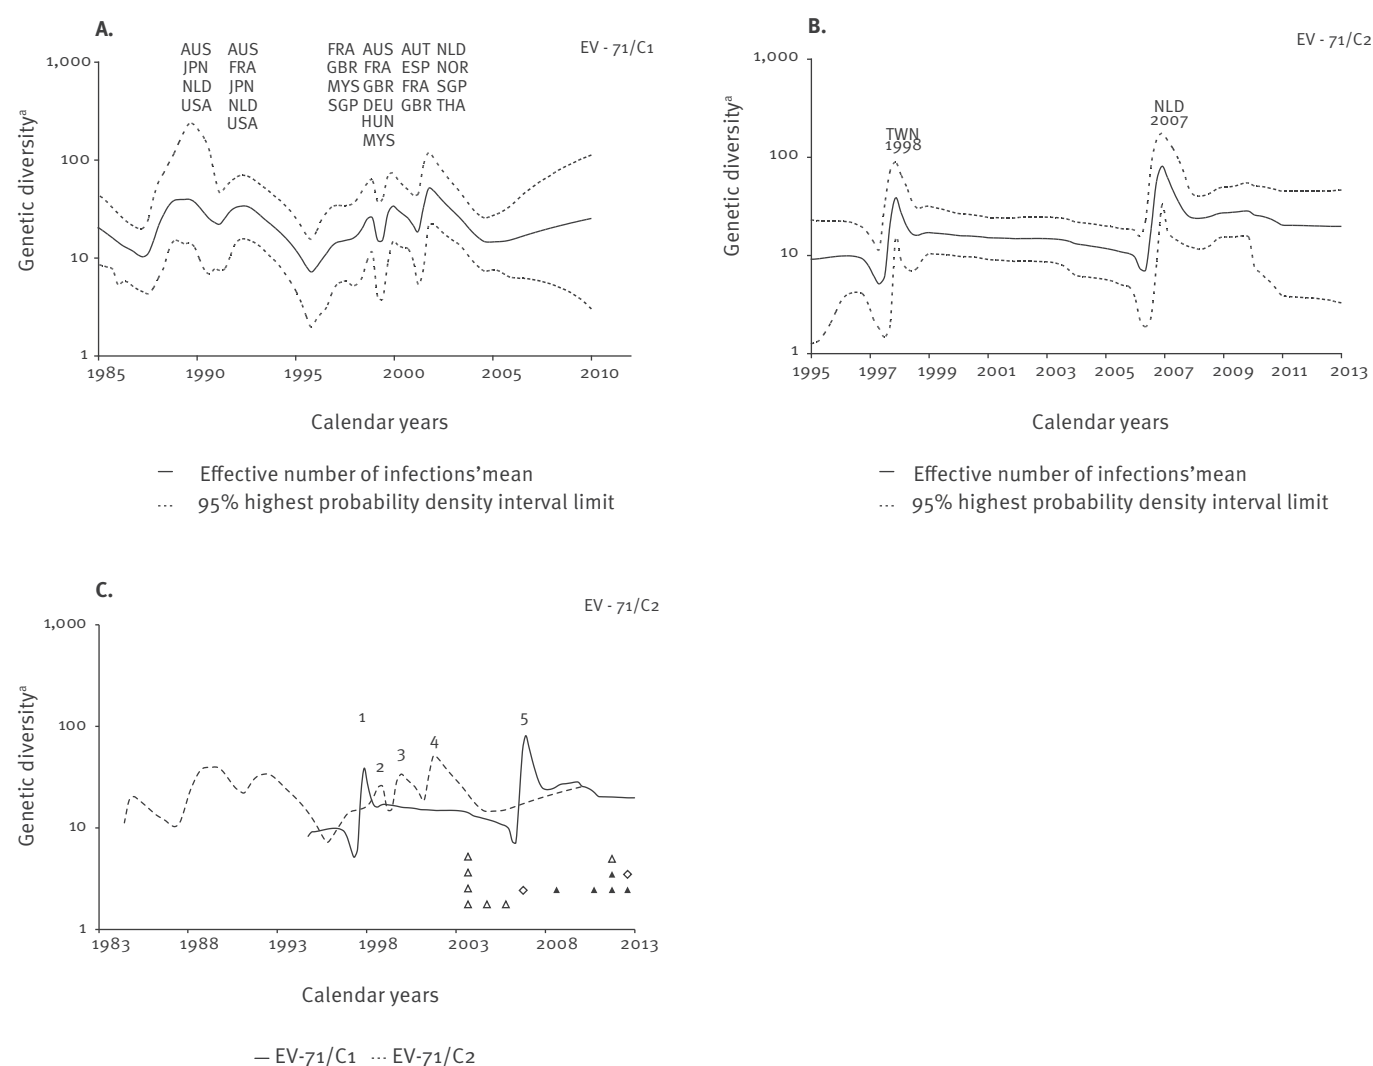 A.
EV - 71/C1
AUS AUS FRA AUS AUT NLD
JPN FRA GBR FRA ESP NOR
NLD JPN MYS GBR FRA SGP
USA NLD SGP DEU GBR THA
USA HUN
MYS
1,000
100
10
1
Genetic diversityª
1985 1990 1995 2000 2005 2010
Calendar years
— Effective number of infections'mean
--- 95% highest probability density interval limit
B.
EV - 71/C2
1,000
100
10
1
Genetic diversityª
TWN
1998
NLD
2007
1995 1997 1999 2001 2003 2005 2007 2009 2011 2013
Calendar years
— Effective number of infections'mean
--- 95% highest probability density interval limit
C.
EV - 71/C2
1,000
100
10
1
Genetic diversityª
1
2
3
4
5
1983 1988 1993 1998 2003 2008 2013
Calendar years
— EV-71/C1 --- EV-71/C2